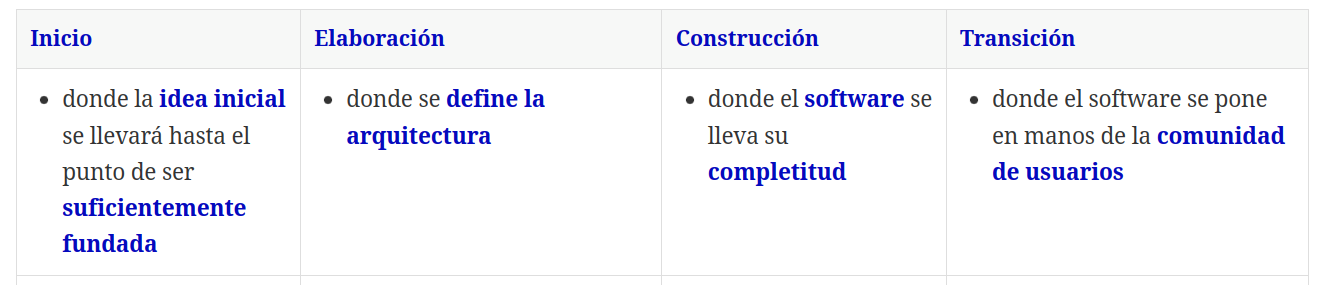 Inicio
Elaboración
Construcción
Transición
donde la idea inicial
se llevará hasta el
punto de ser
suficientemente
fundada
donde se define la
arquitectura
donde el software se
lleva su
completitud
donde el software se pone
en manos de la comunidad
de usuarios